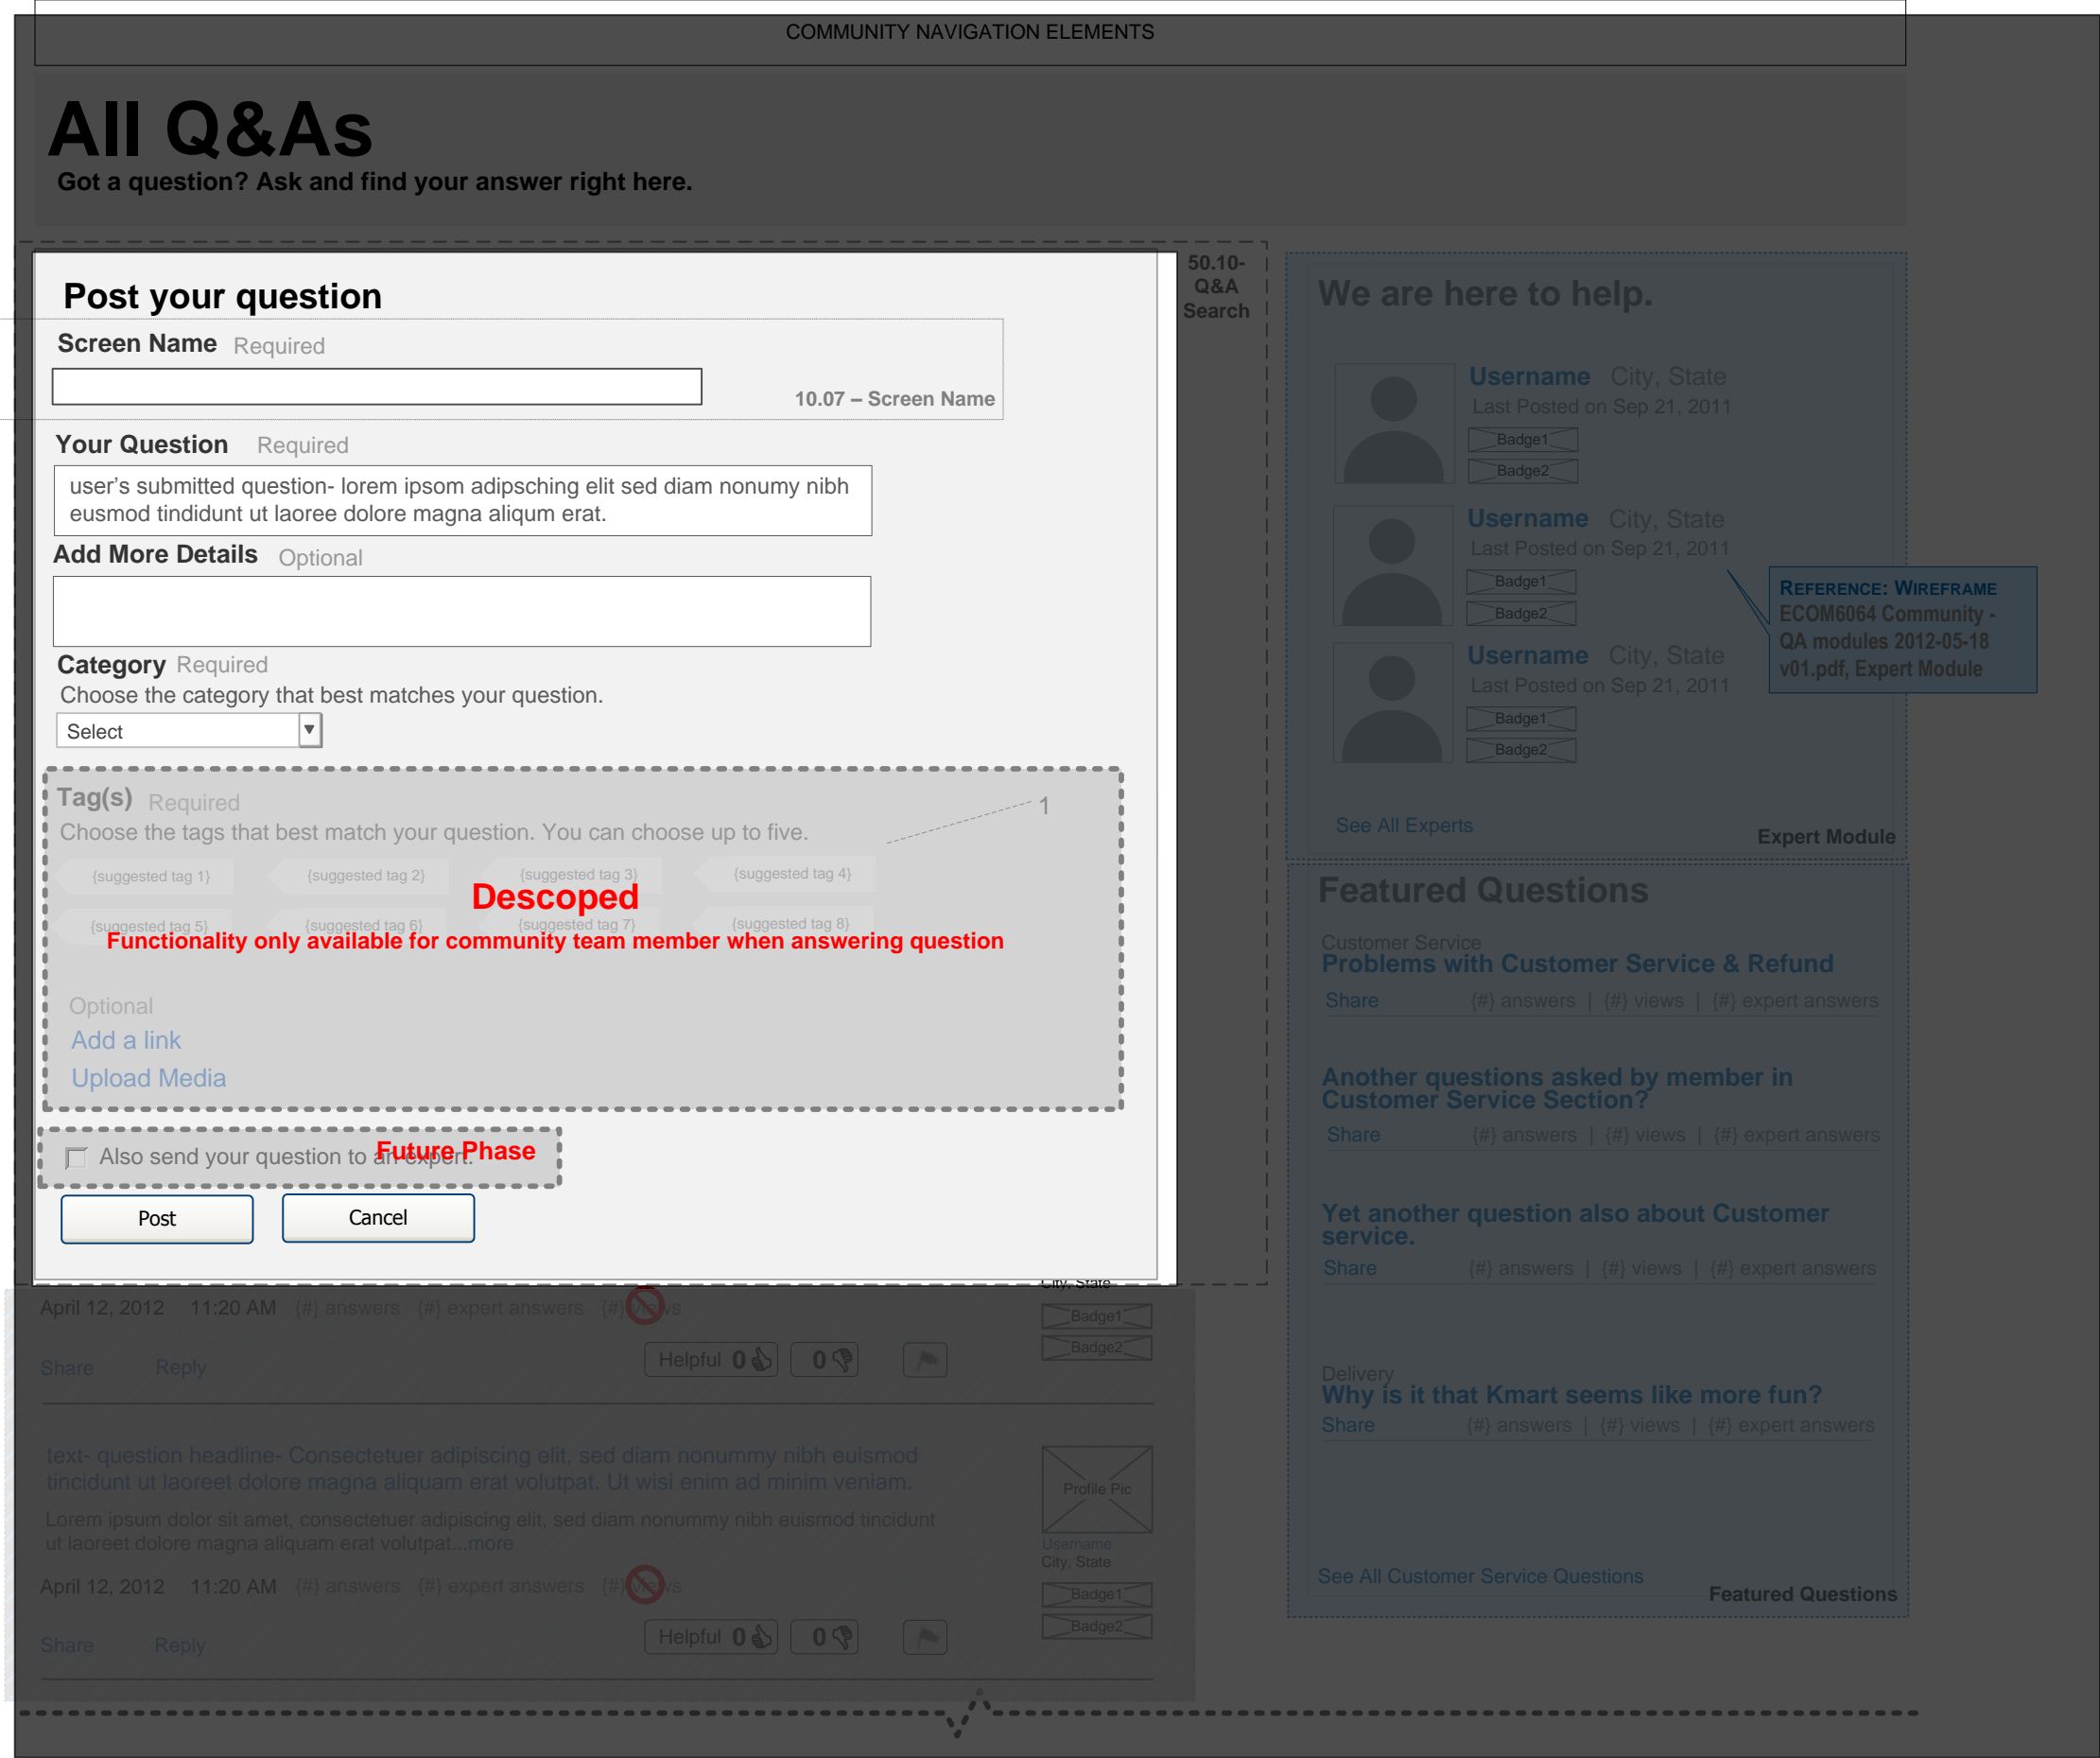 COMMUNITY NAVIGATION ELEMENTS
All Q&As
Got a question? Ask and find your answer right here.
50.10-
Q&A
Search
Post your question
Screen Name Required
10.07 – Screen Name
Your Question Required
user's submitted question- lorem ipsom adipsching elit sed diam nonumy nibh
eusmod tindidunt ut laoree dolore magna aliqum erat.
Add More Details Optional
Category Required
Choose the category that best matches your question.
Select
Tag(s) Required
1
Choose the tags that best match your question. You can choose up to five.
{suggested tag 1} {suggested tag 2} {suggested tag 3} {suggested tag 4}
Descoped
{suggested tag 5} {suggested tag 6} {suggested tag 7} {suggested tag 8}
Functionality only available for community team member when answering question
Optional
Add a link
Upload Media
Also send your question to an expert.
Future Phase
Post Cancel
City, State
April 12, 2012 11:20 AM {#} answers {#} expert answers {#} views
Badge1
Badge2
Share Reply Helpful 0 0
text- question headline- Consectetuer adipiscing elit, sed diam nonummy nibh euismod
tincidunt ut laoreet dolore magna aliquam erat volutpat. Ut wisi enim ad minim veniam.
Lorem ipsum dolor sit amet, consectetuer adipiscing elit, sed diam nonummy nibh euismod tincidunt
ut laoreet dolore magna aliquam erat volutpat...more
Profile Pic
Username
City, State
April 12, 2012 11:20 AM {#} answers {#} expert answers {#} views
Badge1
Badge2
Share Reply Helpful 0 0
We are here to help.
Username City, State
Last Posted on Sep 21, 2011
Badge1
Badge2
Username City, State
Last Posted on Sep 21, 2011
Badge1
Badge2
Username City, State
Last Posted on Sep 21, 2011
Badge1
Badge2
REFERENCE: WIREFRAME
ECOM6064 Community -
QA modules 2012-05-18
v01.pdf, Expert Module
See All Experts
Expert Module
Featured Questions
Customer Service
Problems with Customer Service & Refund
Share {#} answers | {#} views | {#} expert answers
Another questions asked by member in
Customer Service Section?
Share {#} answers | {#} views | {#} expert answers
Yet another question also about Customer
service.
Share {#} answers | {#} views | {#} expert answers
Delivery
Why is it that Kmart seems like more fun?
Share {#} answers | {#} views | {#} expert answers
See All Customer Service Questions
Featured Questions